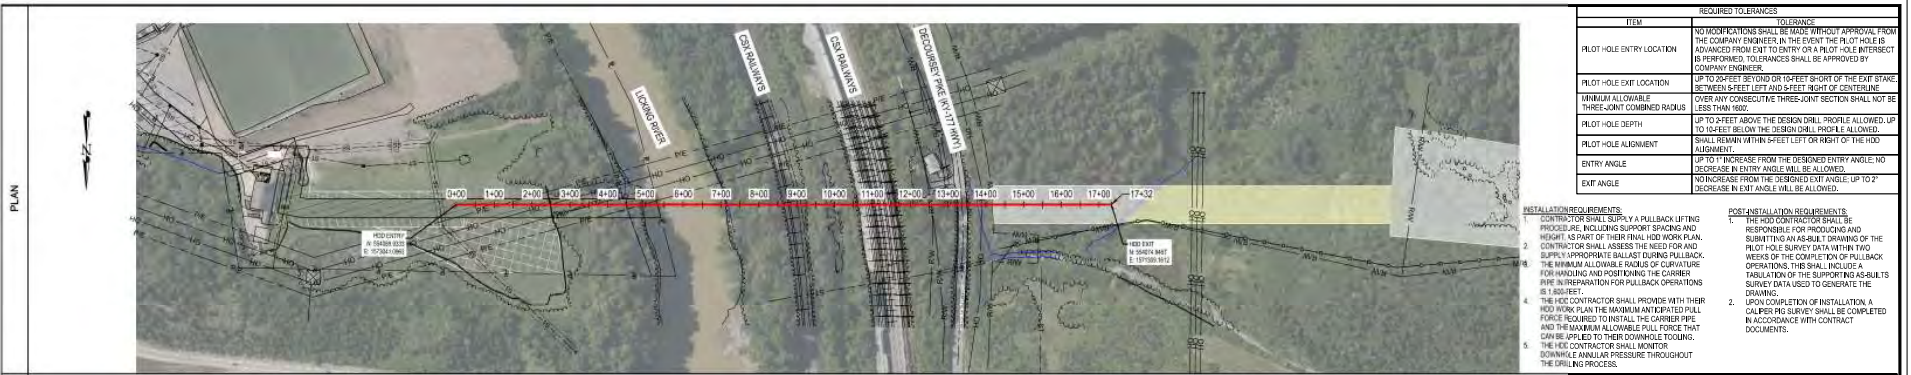 PLAN
N
LICKING RIVER
CSX RAILWAYS
CSX RAILWAYS
DECOURSEY PIKE (KY-177 HWY)
0+00 1+00 2+00 3+00 4+00 5+00 6+00 7+00 8+00 9+00 10+00 11+00 12+00 13+00 14+00 15+00 16+00 17+00 17+32
HDD ENTRY
HDD EXIT
REQUIRED TOLERANCES
ITEM TOLERANCE
PILOT HOLE ENTRY LOCATION
NO MODIFICATIONS SHALL BE MADE WITHOUT APPROVAL FROM
THE COMPANY ENGINEER. IN THE EVENT THE PILOT HOLE IS
ADVANCED FROM EXIT TO ENTRY OR A PILOT HOLE INTERSECT
IS PERFORMED, TOLERANCES SHALL BE APPROVED BY
COMPANY ENGINEER.
PILOT HOLE EXIT LOCATION
UP TO 20-FEET BEYOND OR 10-FEET SHORT OF THE EXIT STAKE.
BETWEEN 5-FEET LEFT AND 5-FEET RIGHT OF CENTERLINE
MINIMUM ALLOWABLE
THREE-JOINT COMBINED RADIUS
OVER ANY CONSECUTIVE THREE-JOINT SECTION SHALL NOT BE
LESS THAN 1600'.
PILOT HOLE DEPTH
UP TO 2-FEET ABOVE THE DESIGN DRILL PROFILE ALLOWED. UP
TO 10-FEET BELOW THE DESIGN DRILL PROFILE ALLOWED.
PILOT HOLE ALIGNMENT
SHALL REMAIN WITHIN 5-FEET LEFT OR RIGHT OF THE HDD
ALIGNMENT.
ENTRY ANGLE
UP TO 1° INCREASE FROM THE DESIGNED ENTRY ANGLE; NO
DECREASE IN ENTRY ANGLE WILL BE ALLOWED.
EXIT ANGLE
NO INCREASE FROM THE DESIGNED EXIT ANGLE; UP TO 2°
DECREASE IN EXIT ANGLE WILL BE ALLOWED.
INSTALLATION REQUIREMENTS:
1. CONTRACTOR SHALL SUPPLY A PULLBACK LIFTING
PROCEDURE, INCLUDING SUPPORT SPACING AND
HEIGHT, AS PART OF THEIR FINAL HDD WORK PLAN.
2. CONTRACTOR SHALL ASSESS THE NEED FOR AND
SUPPLY APPROPRIATE BALLAST DURING PULLBACK.
3. THE MINIMUM ALLOWABLE RADIUS OF CURVATURE
FOR HANDLING AND POSITIONING THE CARRIER
PIPE IN PREPARATION FOR PULLBACK OPERATIONS
IS 1,600-FEET.
4. THE HDD CONTRACTOR SHALL PROVIDE WITH THEIR
HDD WORK PLAN THE MAXIMUM ANTICIPATED PULL
FORCE REQUIRED TO INSTALL THE CARRIER PIPE
AND THE MAXIMUM ALLOWABLE PULL FORCE THAT
CAN BE APPLIED TO THEIR DOWNHOLE TOOLING.
5. THE HDD CONTRACTOR SHALL MONITOR
DOWNHOLE ANNULAR PRESSURE THROUGHOUT
THE DRILLING PROCESS.
POST-INSTALLATION REQUIREMENTS:
1. THE HDD CONTRACTOR SHALL BE
RESPONSIBLE FOR PRODUCING AND
SUBMITTING AN AS-BUILT DRAWING OF THE
PILOT HOLE SURVEY DATA WITHIN TWO
WEEKS OF THE COMPLETION OF PULLBACK
OPERATIONS. THIS SHALL INCLUDE A
TABULATION OF THE SUPPORTING AS-BUILTS
SURVEY DATA USED TO GENERATE THE
DRAWING.
2. UPON COMPLETION OF INSTALLATION, A
CALIPER PIG SURVEY SHALL BE COMPLETED
IN ACCORDANCE WITH CONTRACT
DOCUMENTS.